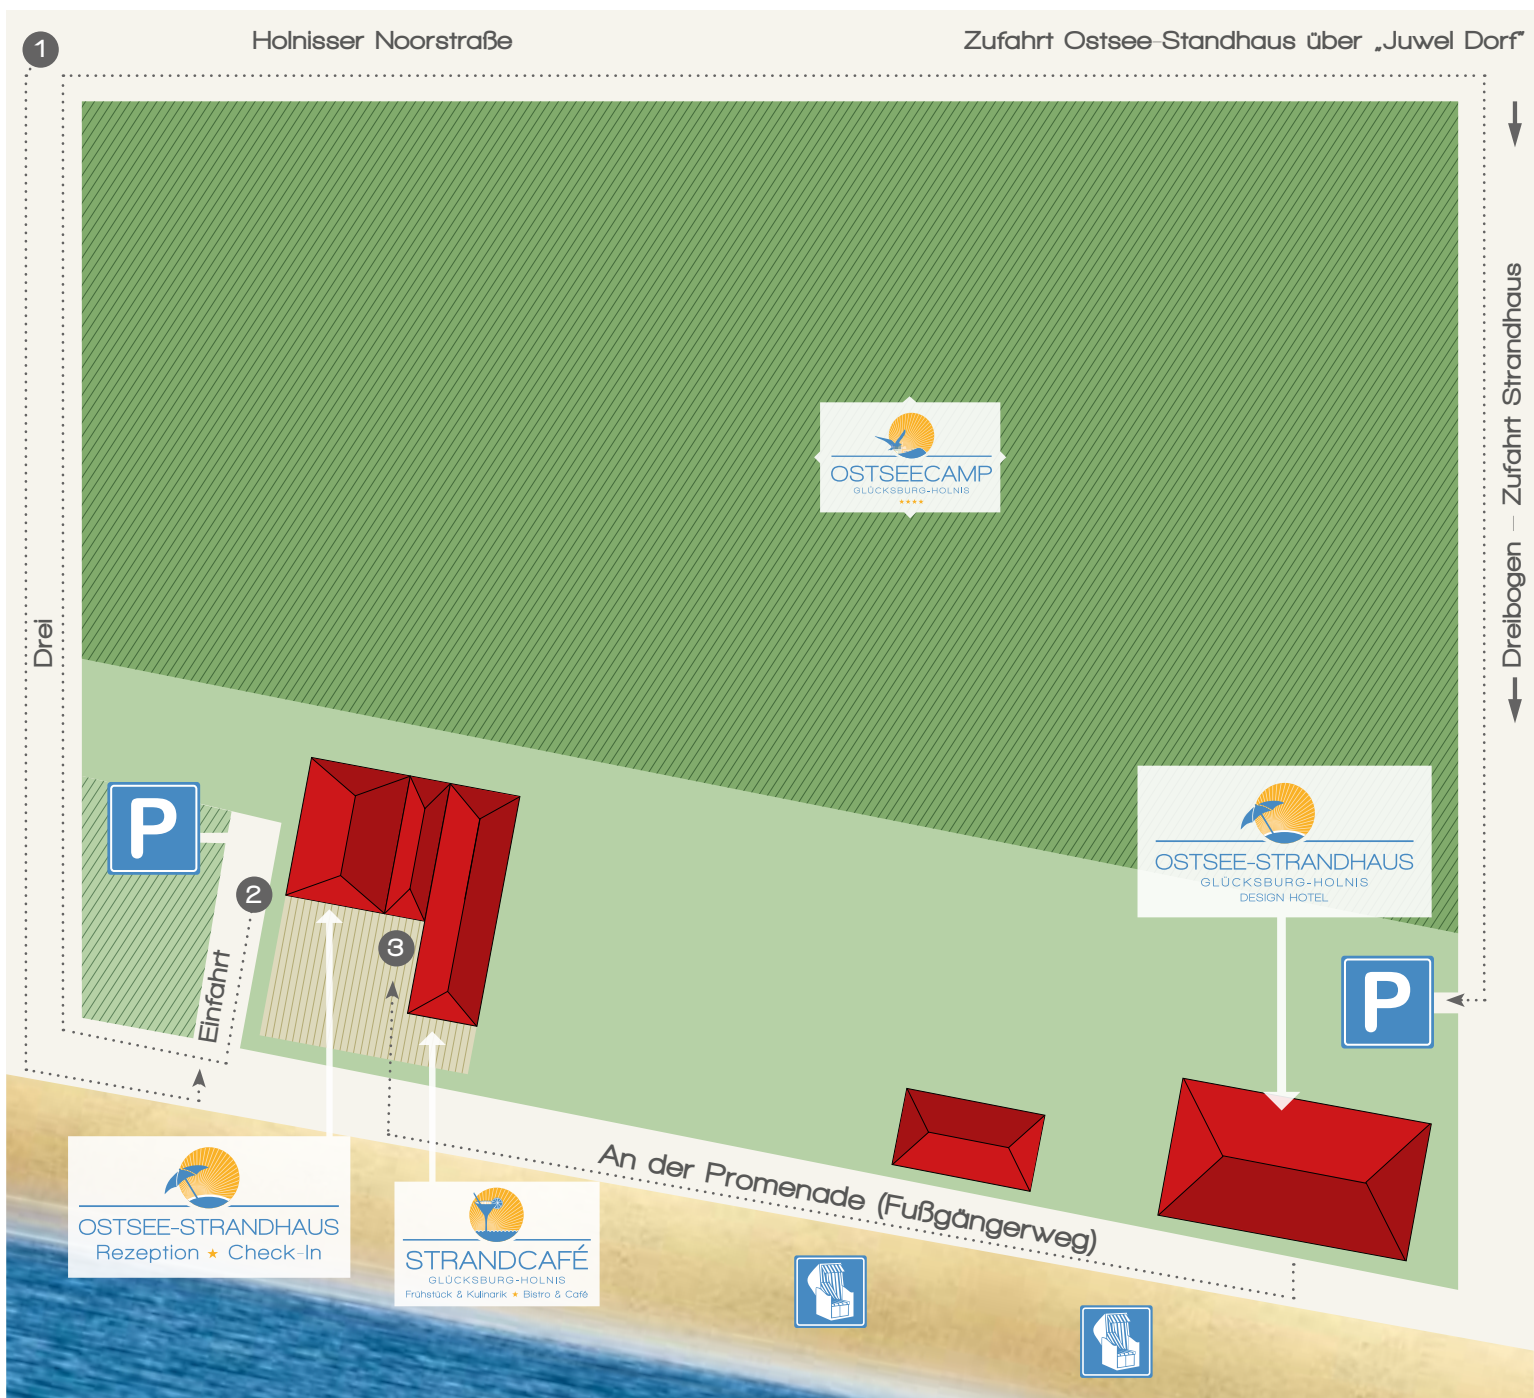 1
Holnisser Noorstraße
Zufahrt Ostsee-Standhaus über „Juwel Dorf“
Dreibogen – Zufahrt Strandhaus
OSTSEECAMP
GLÜCKSBURG-HOLNIS
Drei
P
2
Einfahrt
3
OSTSEE-STRANDHAUS
GLÜCKSBURG-HOLNIS
DESIGN HOTEL
P
An der Promenade (Fußgängerweg)
OSTSEE-STRANDHAUS
Rezeption ★ Check-In
STRANDCAFÉ
GLÜCKSBURG-HOLNIS
Frühstück & Kulinarik ★ Bistro & Café